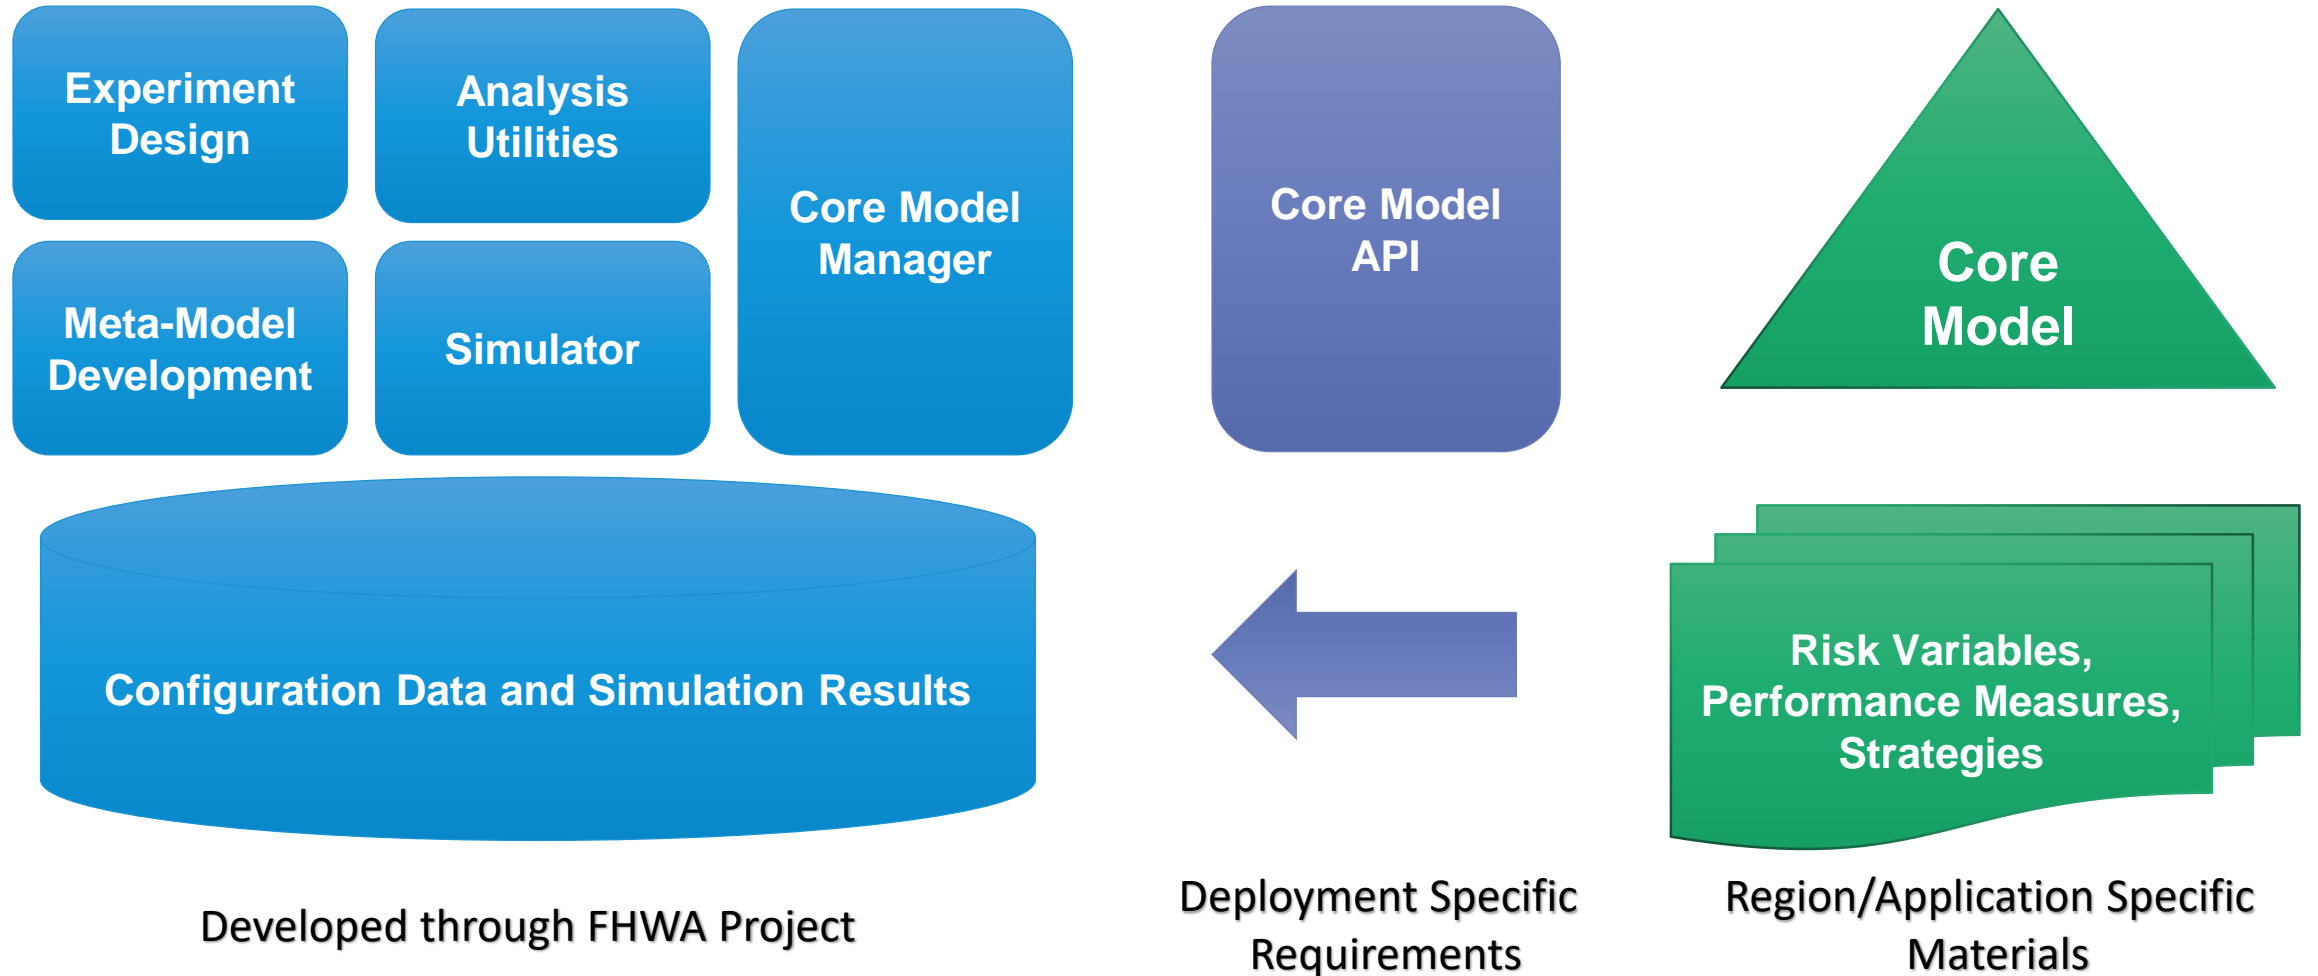 Experiment
Design
Analysis
Utilities
Core Model
Manager
Core Model
API
Core
Model
Meta-Model
Development
Simulator
Configuration Data and Simulation Results
Risk Variables,
Performance Measures,
Strategies
Developed through FHWA Project
Deployment Specific
Requirements
Region/Application Specific
Materials